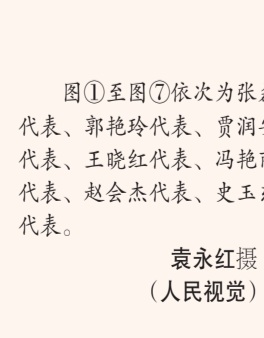 图①至图⑦依次为张
代表、郭艳玲代表、贾润
代表、王晓红代表、冯艳
代表、赵会杰代表、史玉
代表。
袁永红摄
（人民视觉）